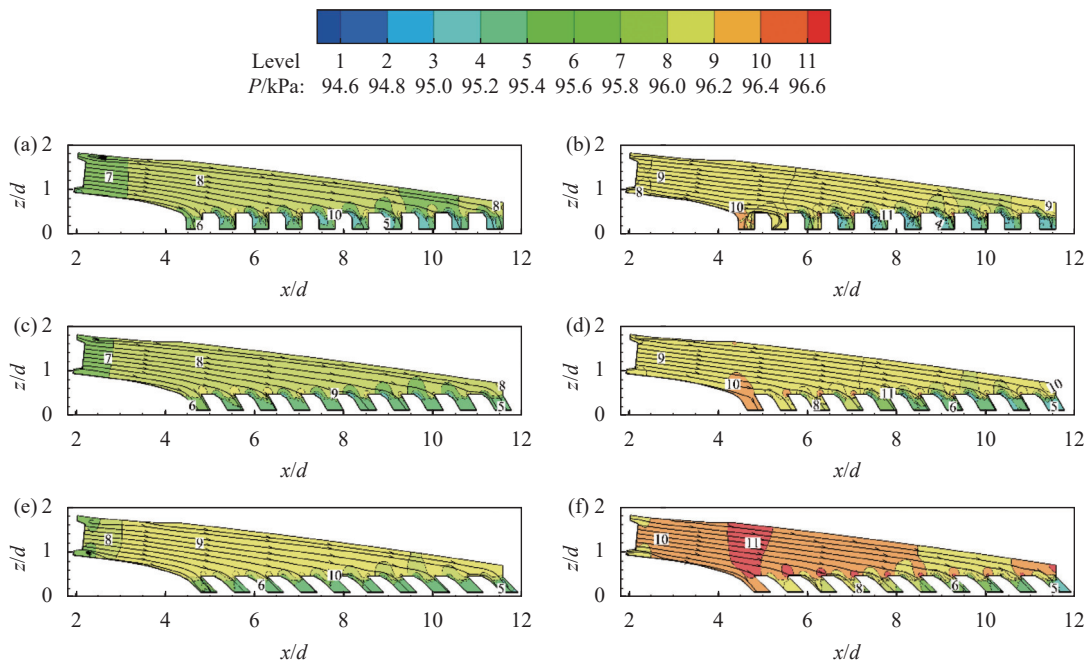 Level 1 2 3 4 5 6 7 8 9 10 11
P/kPa: 94.6 94.8 95.0 95.2 95.4 95.6 95.8 96.0 96.2 96.4 96.6
(a) 2 1 0 z/d 7 8 10 6 5 8
2 4 6 8 10 12
x/d
(b) 2 1 0 z/d 9 8 10 11 4 9
2 4 6 8 10 12
x/d
(c) 2 1 0 z/d 7 8 9 6 8 5
2 4 6 8 10 12
x/d
(d) 2 1 0 z/d 9 10 8 11 6 10 5
2 4 6 8 10 12
x/d
(e) 2 1 0 z/d 8 9 6 10 5
2 4 6 8 10 12
x/d
(f) 2 1 0 z/d 10 11 8 6 5
2 4 6 8 10 12
x/d